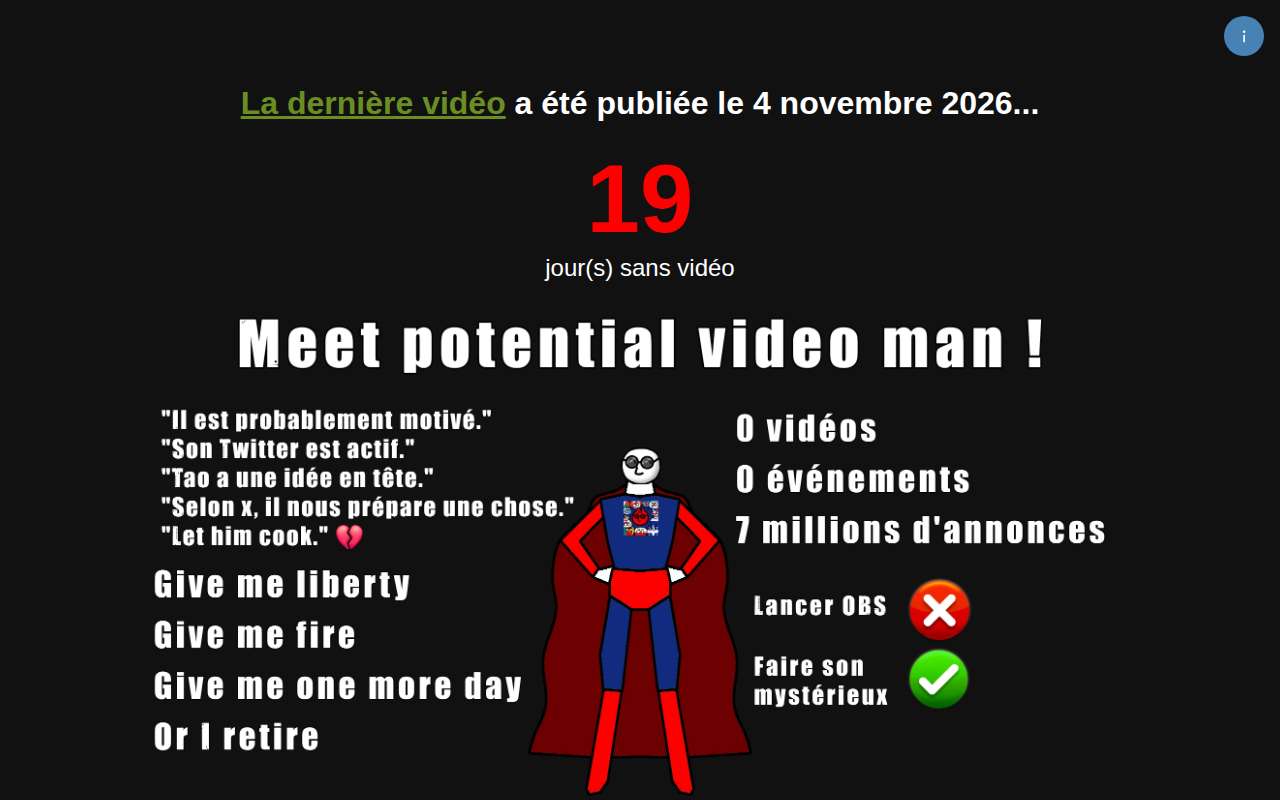 La dernière vidéo a été publiée le 4 novembre 2026...
19
jour(s) sans vidéo
Meet potential video man !
"Il est probablement motivé."
"Son Twitter est actif."
"Tao a une idée en tête."
"Selon x, il nous prépare une chose."
"Let him cook." 💔
Give me liberty
Give me fire
Give me one more day
Or I retire
0 vidéos
0 événements
7 millions d'annonces
Lancer OBS
Faire son
mystérieux